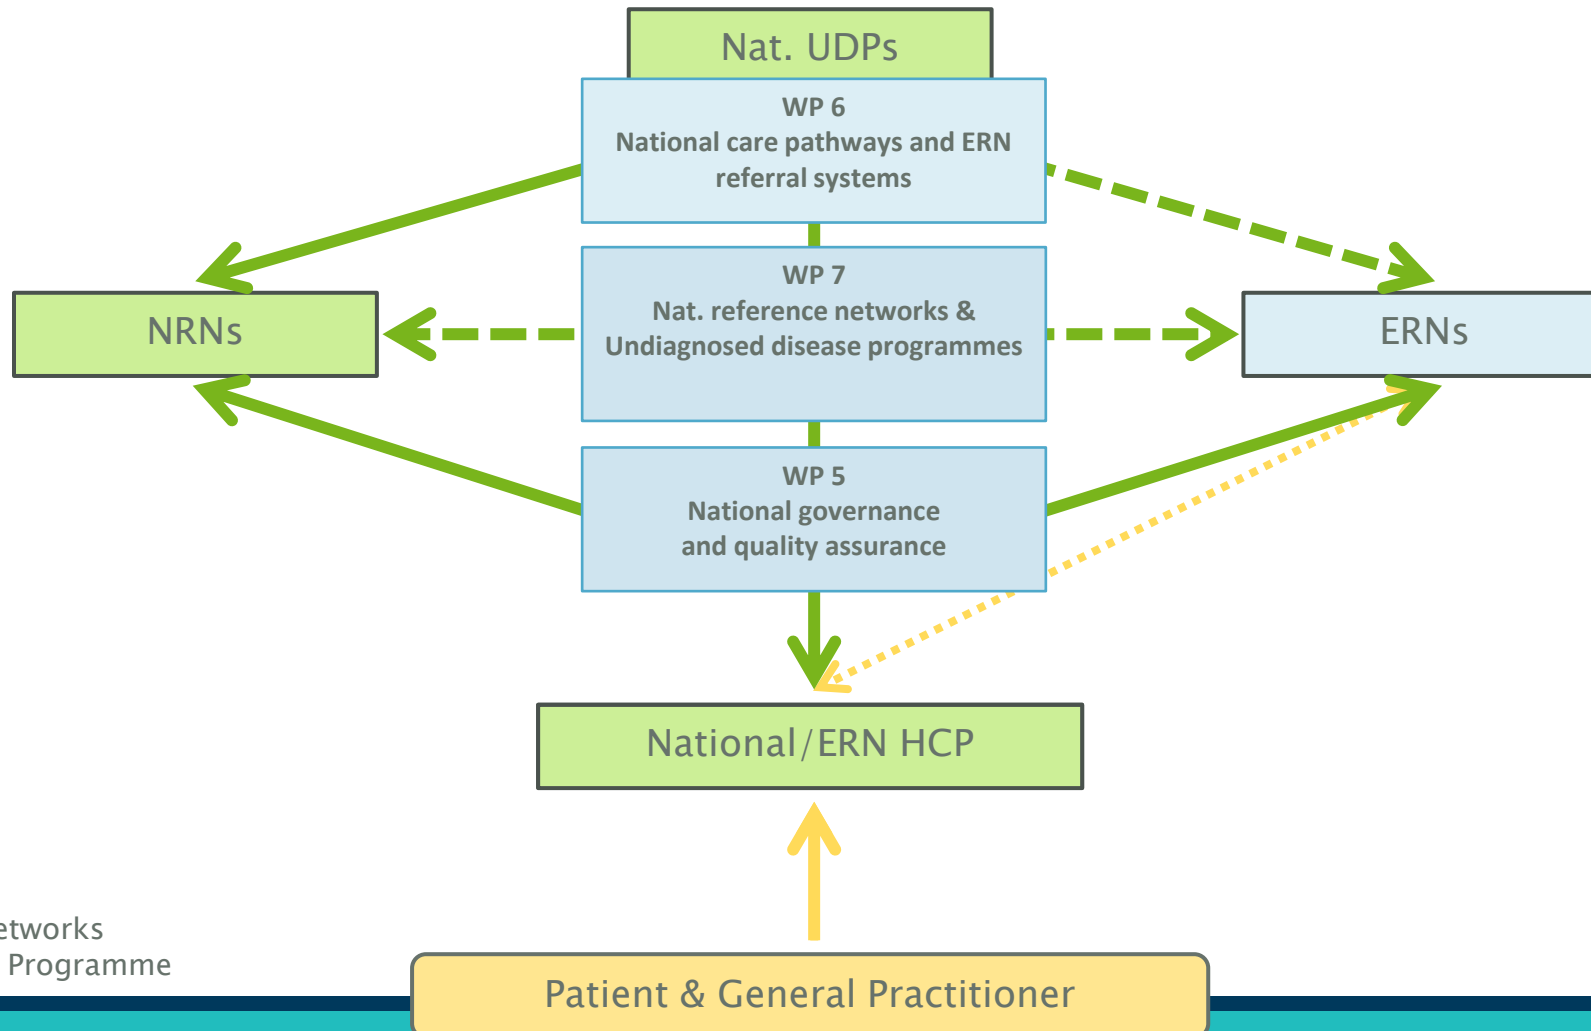 Nat. UDPs
WP 6
National care pathways and ERN
referral systems
WP 7
Nat. reference networks &
Undiagnosed disease programmes
NRNs
ERNs
WP 5
National governance
and quality assurance
National/ERN HCP
Programme
Patient & General Practitioner